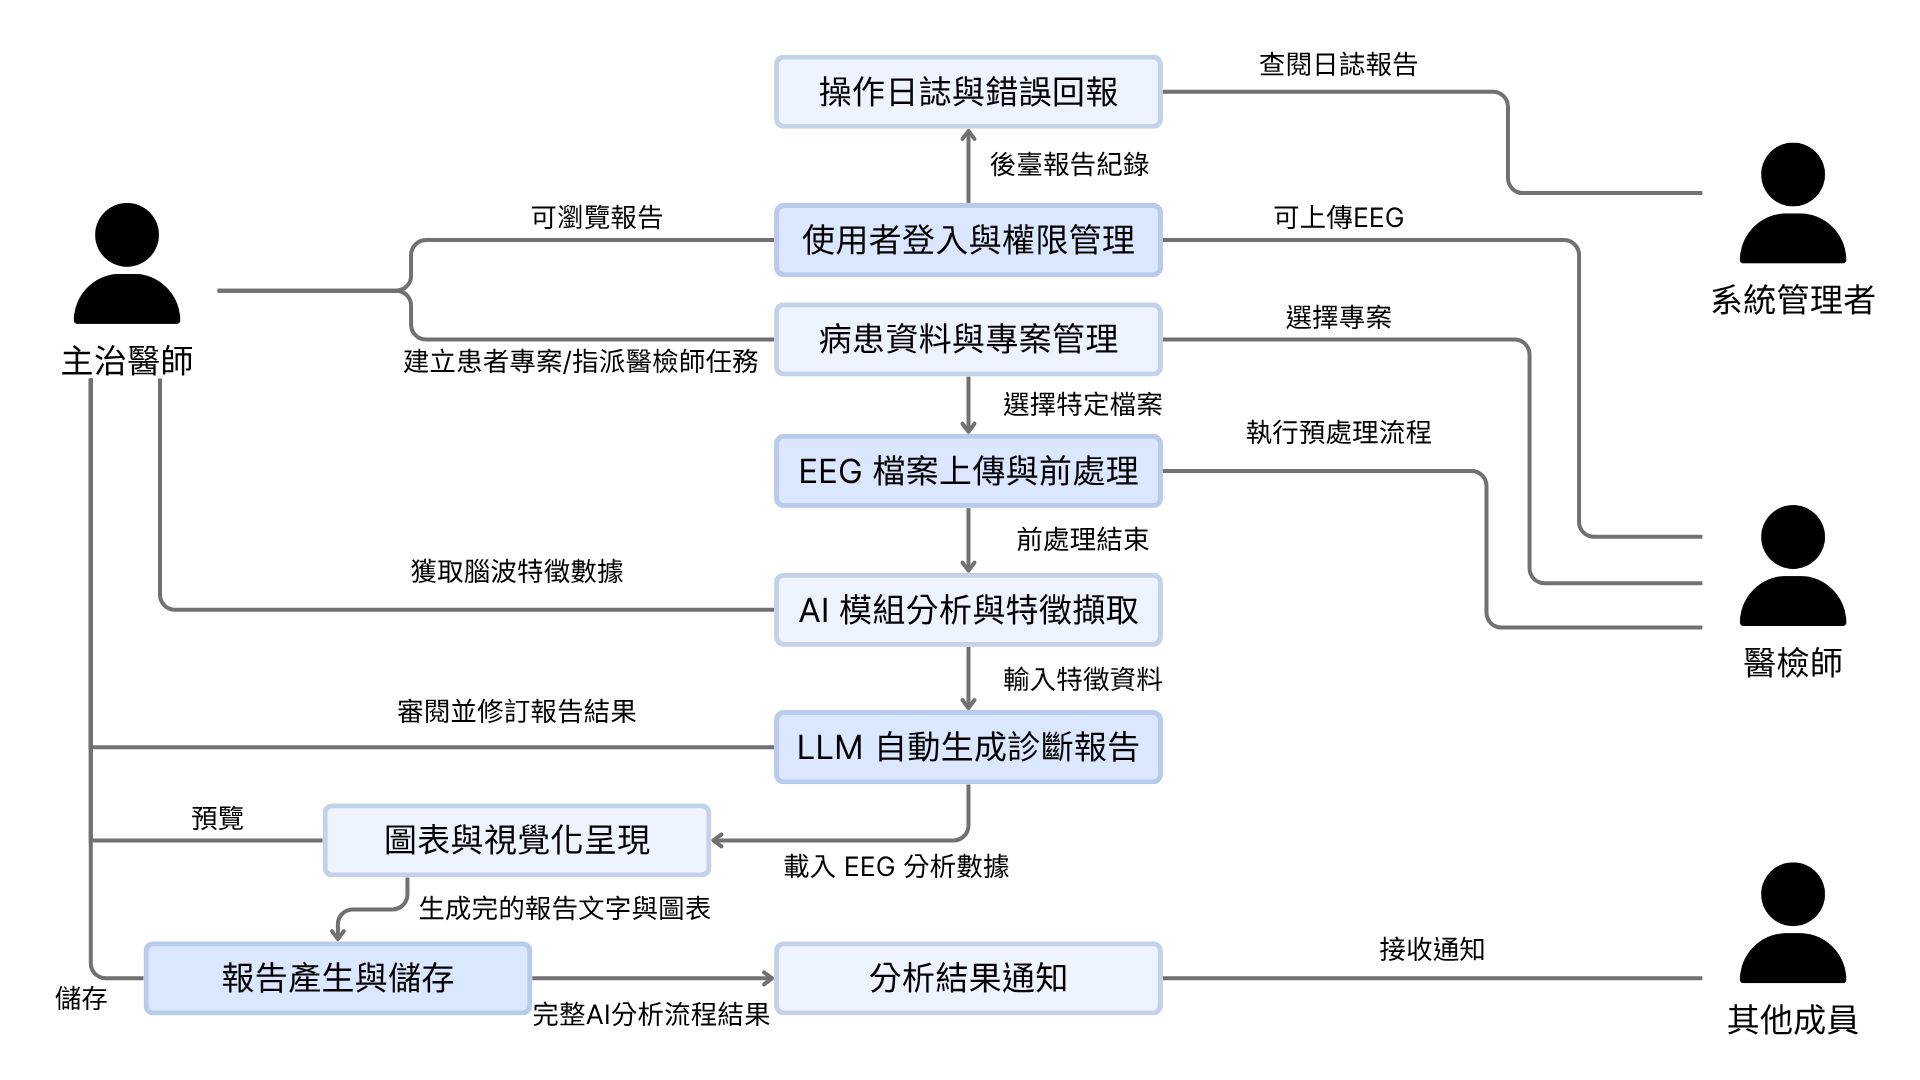 操作日誌與錯誤回報
查閱日誌報告
後臺報告紀錄
可瀏覽報告
使用者登入與權限管理
可上傳EEG
系統管理者
主治醫師
建立患者專案/指派醫檢師任務
病患資料與專案管理
選擇專案
選擇特定檔案
執行預處理流程
EEG 檔案上傳與前處理
前處理結束
獲取腦波特徵數據
AI 模組分析與特徵擷取
醫檢師
輸入特徵資料
審閱並修訂報告結果
LLM 自動生成診斷報告
預覽
圖表與視覺化呈現
載入 EEG 分析數據
生成完的報告文字與圖表
儲存
報告產生與儲存
完整AI分析流程結果
分析結果通知
接收通知
其他成員